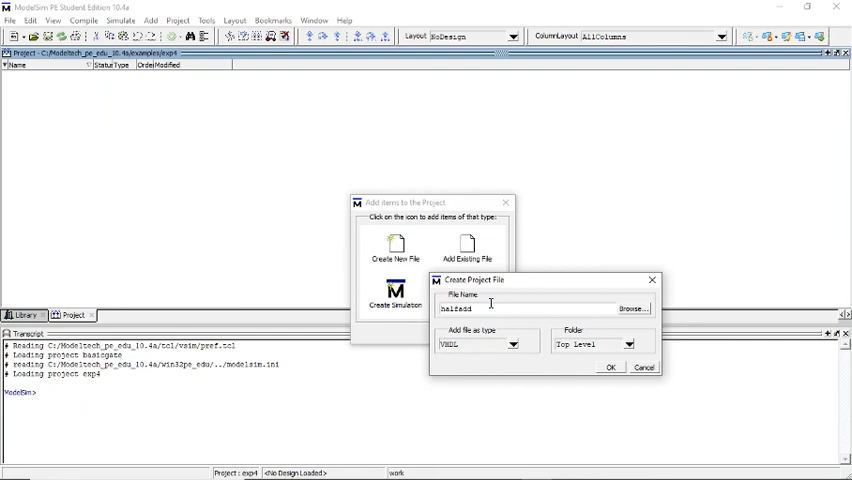 ModelSim PE Student Edition 10.4a
File Edit View Compile Simulate Add Project Tools Layout Bookmarks Window Help
Layout NoDesign ColumnLayout AllColumns
Project - C:/Modeltech_pe_edu_10.4a/examples/exp4
Name Status Type Orde Modified
Add items to the Project
Click on the icon to add items of that type:
Create New File Add Existing File
Create Simulation
Create Project File
File Name
halfadd Browse...
Add file as type Folder
VHDL Top Level
OK Cancel
Library Project
Transcript
# Reading C:/Modeltech_pe_edu_10.4a/tcl/vsim/pref.tcl
# Loading project basicgate
# reading C:/Modeltech_pe_edu_10.4a/win32pe_edu/../modelsim.ini
# Loading project exp4
ModelSim>
Project : exp4 <No Design Loaded> work